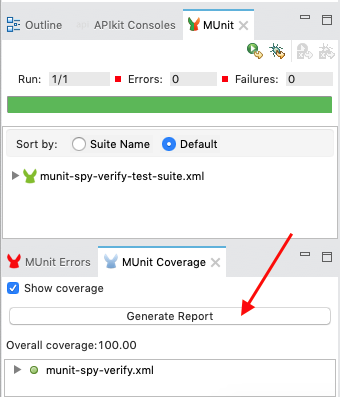 Outline APIkit Consoles MUnit
Run: 1/1 Errors: 0 Failures: 0
Sort by: Suite Name Default
munit-spy-verify-test-suite.xml
MUnit Errors MUnit Coverage
Show coverage
Generate Report
Overall coverage:100.00
munit-spy-verify.xml